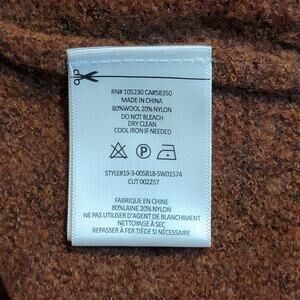 RN# 105230 CA#58350
MADE IN CHINA
80%WOOL 20% NYLON
DO NOT BLEACH
DRY CLEAN
COOL IRON IF NEEDED
P
STYLE#19-3-005818-SW01574
CUT 002257
FABRIQUE EN CHINE
80%LAINE 20% NYLON
NE PAS UTILISER D'AGENT DE BLANCHIMENT
NETTOYAGE À SEC
REPASSER À FER TIÈDE SI NÉCESSAIRE